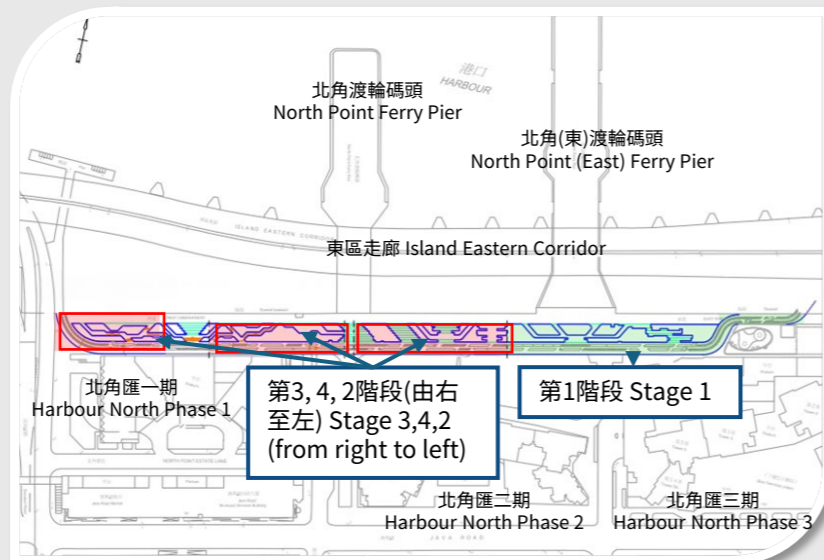 港口
HARBOUR
北角渡輪碼頭
North Point Ferry Pier
北角(東)渡輪碼頭
North Point (East) Ferry Pier
ISLAND EASTERN CORRIDOR
東區走廊 Island Eastern Corridor
北角匯一期
Harbour North Phase 1
第3, 4, 2階段(由右
至左) Stage 3,4,2
(from right to left)
第1階段 Stage 1
NORTH POINT ESTATE LANE
北角匯二期
Harbour North Phase 2
北角匯三期
Harbour North Phase 3
JAVA ROAD